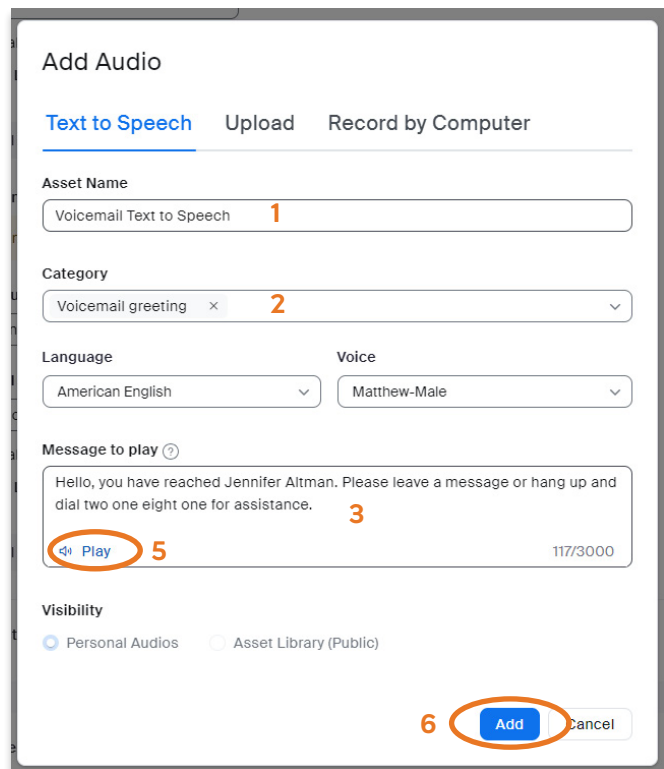 Add Audio
Text to Speech Upload Record by Computer
Asset Name
Voicemail Text to Speech 1
Category
Voicemail greeting × 2
Language Voice
American English Matthew-Male
Message to play ?
Hello, you have reached Jennifer Altman. Please leave a message or hang up and
dial two one eight one for assistance.
3
Play 5 117/3000
Visibility
Personal Audios Asset Library (Public)
6 Add Cancel